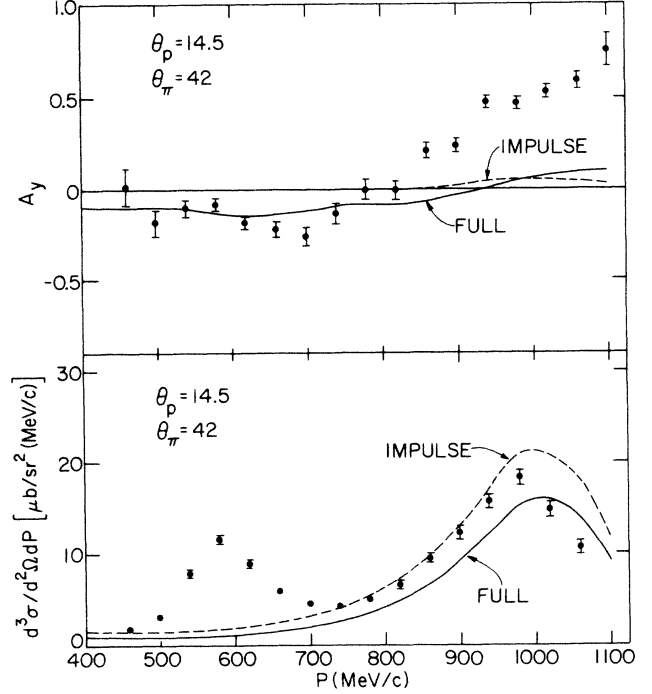 1.0
θp = 14.5
θπ = 42
0.5
IMPULSE
Ay
0
FULL
-0.5
30
θp = 14.5
θπ = 42
IMPULSE
20
d³σ/d²ΩdP [μb/sr² (MeV/c)]
10
FULL
0
400 500 600 700 800 900 1000 1100
P (MeV/c)